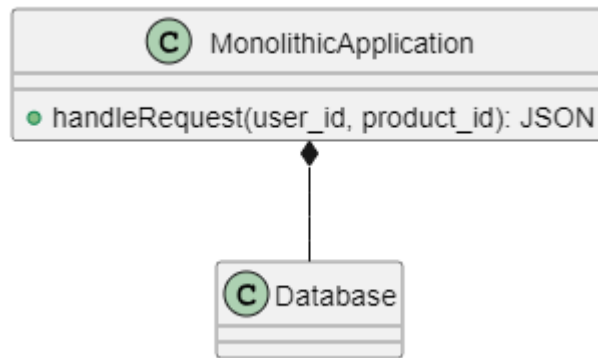 C MonolithicApplication
handleRequest(user_id, product_id): JSON
C Database